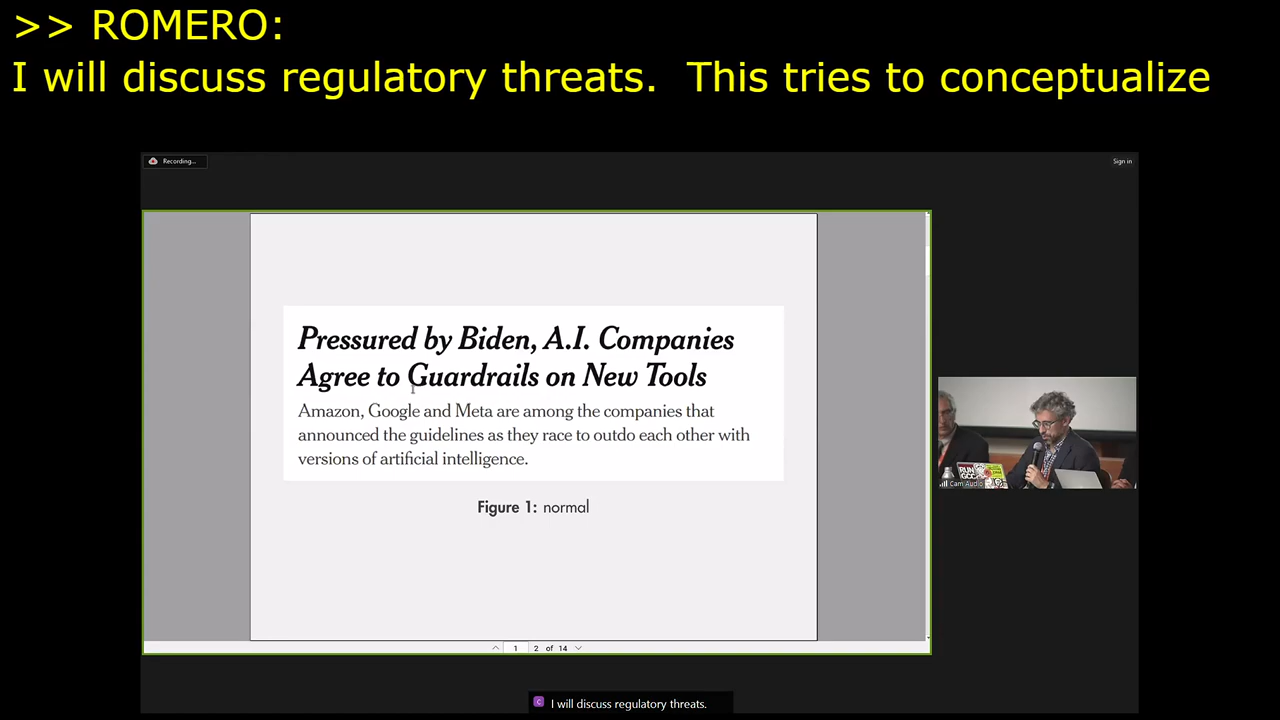 >> ROMERO:
I will discuss regulatory threats.  This tries to conceptualize
Recording...
Sign in
Pressured by Biden, A.I. Companies
Agree to Guardrails on New Tools
Amazon, Google and Meta are among the companies that
announced the guidelines as they race to outdo each other with
versions of artificial intelligence.
Figure 1: normal
RUN
Cam Audio
1 2 of 14
C I will discuss regulatory threats.